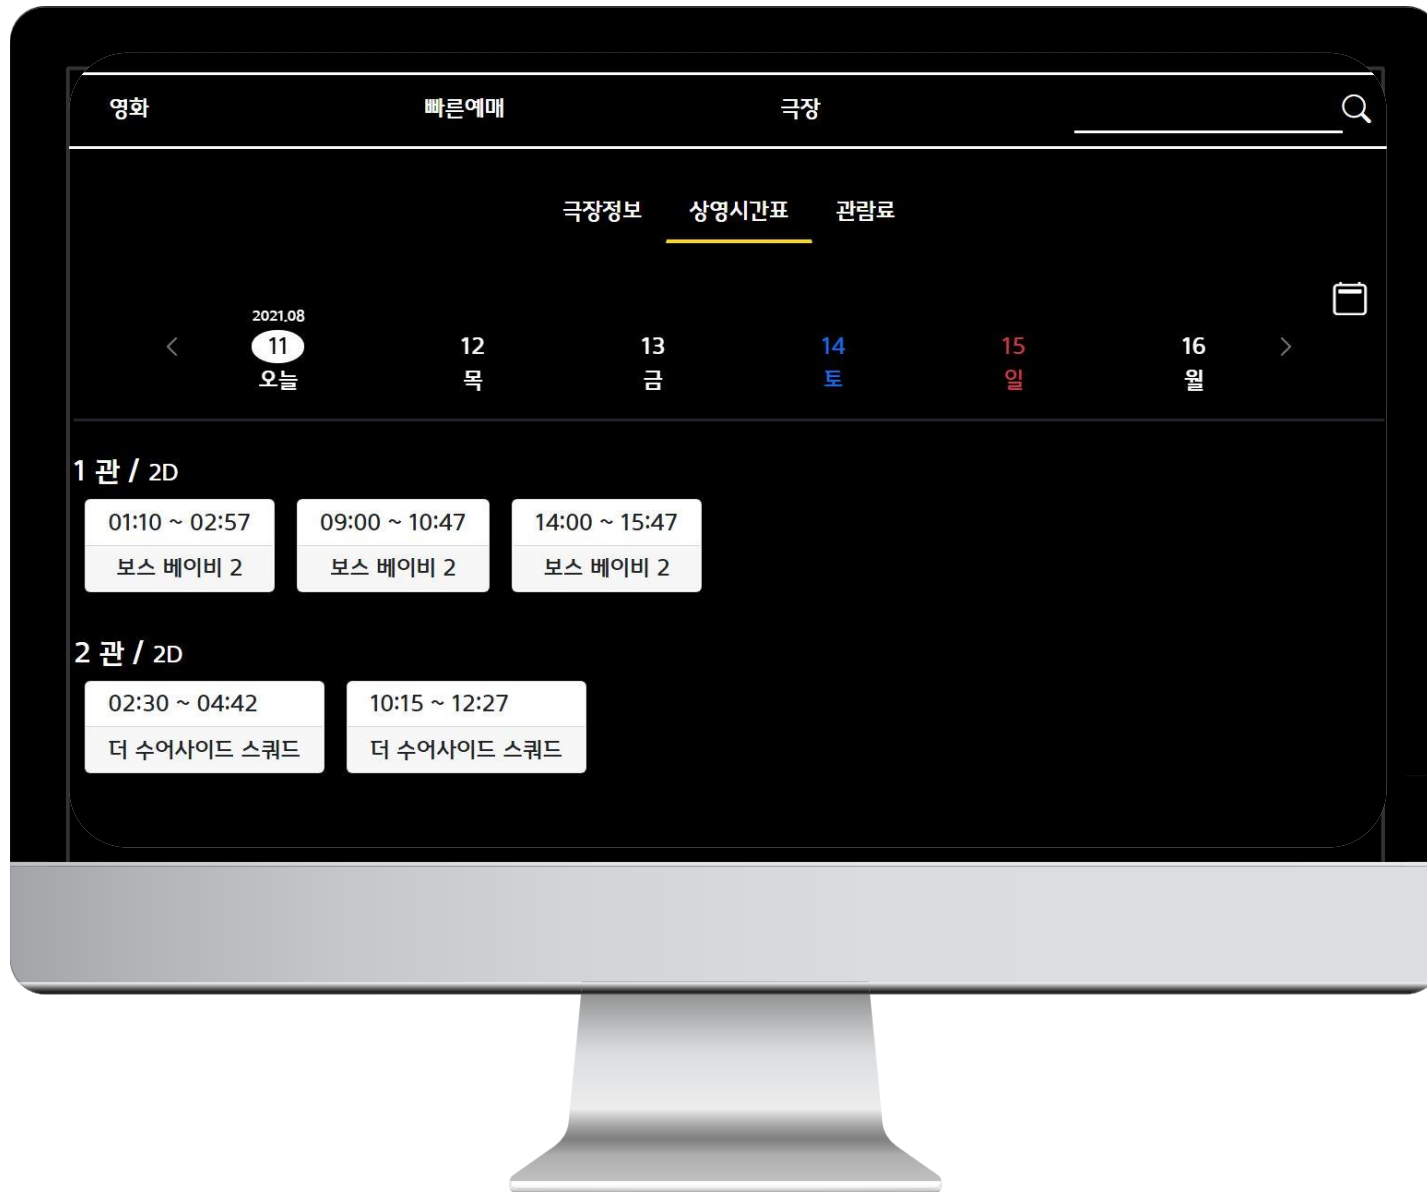 영화 빠른예매 극장
극장정보 상영시간표 관람료
2021.08
11 12 13 14 15 16
오늘 목 금 토 일 월
1 관 / 2D
01:10 ~ 02:57 09:00 ~ 10:47 14:00 ~ 15:47
보스 베이비 2 보스 베이비 2 보스 베이비 2
2 관 / 2D
02:30 ~ 04:42 10:15 ~ 12:27
더 수어사이드 스쿼드 더 수어사이드 스쿼드